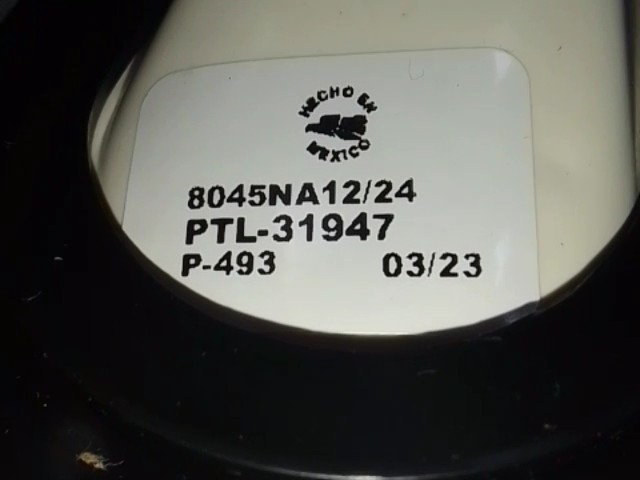 HECHO EN
MEXICO
8045NA12/24
PTL-31947
P-493 03/23